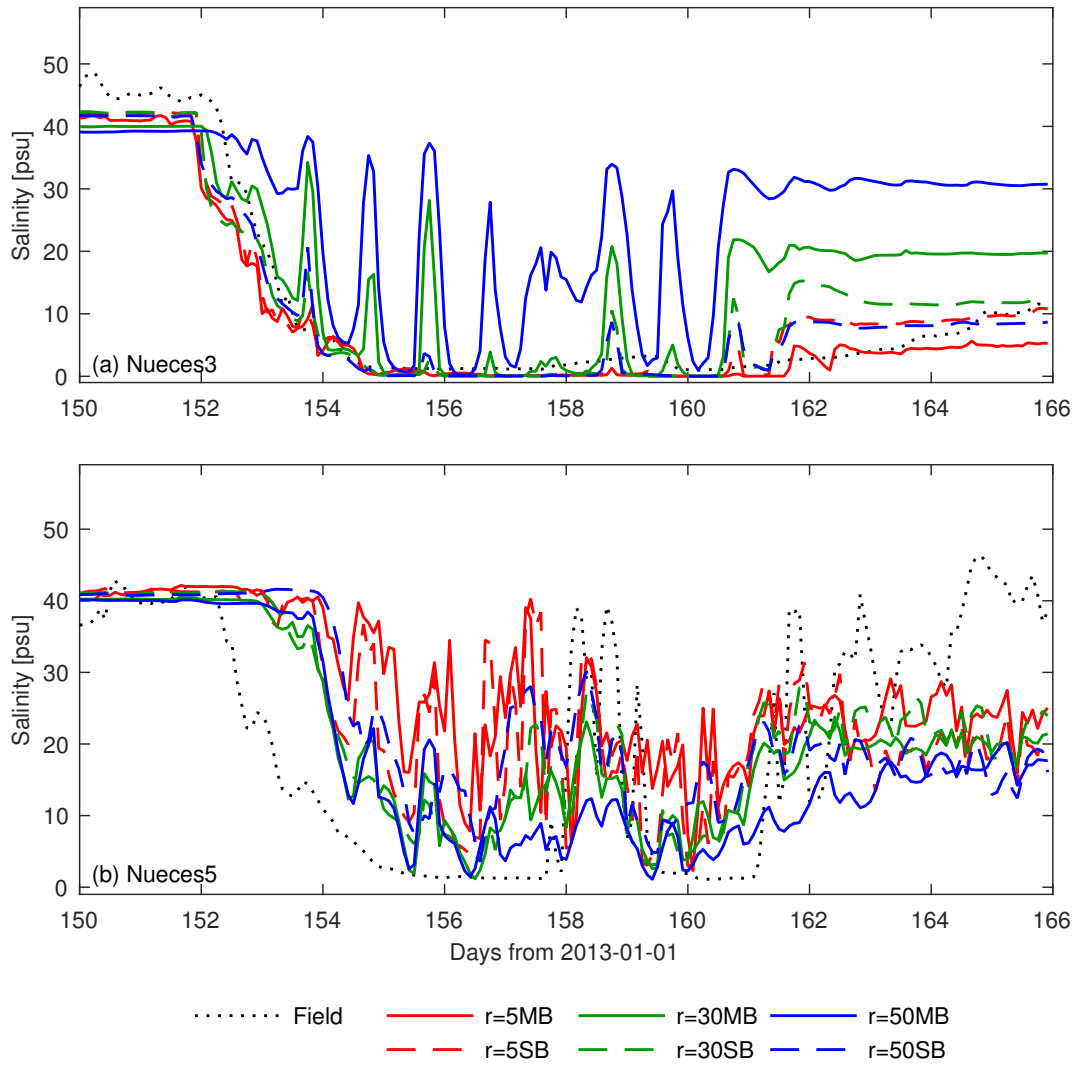 50
40
30
20
10
0
Salinity [psu]
(a) Nueces3
150 152 154 156 158 160 162 164 166
50
40
30
20
10
0
Salinity [psu]
(b) Nueces5
150 152 154 156 158 160 162 164 166
Days from 2013-01-01
Field r=5MB r=30MB r=50MB
r=5SB r=30SB r=50SB